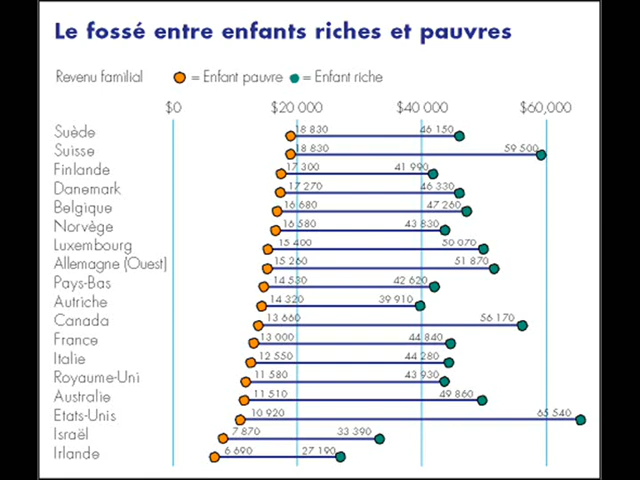 Le fossé entre enfants riches et pauvres
Revenu familial = Enfant pauvre = Enfant riche
$0 $20 000 $40 000 $60,000
Suède 18 830 46 150
Suisse 18 830 59 500
Finlande 17 300 41 990
Danemark 17 270 46 330
Belgique 16 680 47 260
Norvège 16 580 43 830
Luxembourg 15 400 50 070
Allemagne (Ouest) 15 260 51 870
Pays-Bas 14 530 42 620
Autriche 14 320 39 910
Canada 13 660 56 170
France 13 000 44 840
Italie 12 550 44 280
Royaume-Uni 11 580 43 930
Australie 11 510 49 860
Etats-Unis 10 920 65 540
Israël 7 870 33 390
Irlande 6 690 27 190